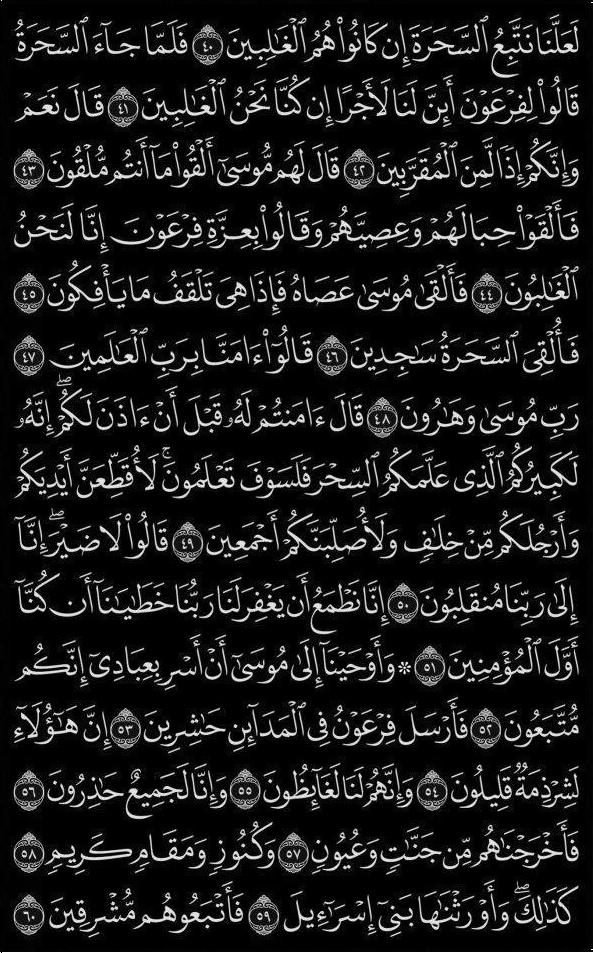 لَعَلَّنَا نَتَّبِعُ ٱلسَّحَرَةَ إِن كَانُوا۟ هُمُ ٱلْغَـٰلِبِينَ ٤٠ فَلَمَّا جَآءَ ٱلسَّحَرَةُ
قَالُوا۟ لِفِرْعَوْنَ أَئِنَّ لَنَا لَأَجْرًا إِن كُنَّا نَحْنُ ٱلْغَـٰلِبِينَ ٤١ قَالَ نَعَمْ
وَإِنَّكُمْ إِذًا لَّمِنَ ٱلْمُقَرَّبِينَ ٤٢ قَالَ لَهُم مُّوسَىٰٓ أَلْقُوا۟ مَآ أَنتُم مُّلْقُونَ ٤٣
فَأَلْقَوْا۟ حِبَالَهُمْ وَعِصِيَّهُمْ وَقَالُوا۟ بِعِزَّةِ فِرْعَوْنَ إِنَّا لَنَحْنُ
ٱلْغَـٰلِبُونَ ٤٤ فَأَلْقَىٰ مُوسَىٰ عَصَاهُ فَإِذَا هِىَ تَلْقَفُ مَا يَأْفِكُونَ ٤٥
فَأُلْقِىَ ٱلسَّحَرَةُ سَـٰجِدِينَ ٤٦ قَالُوٓا۟ ءَامَنَّا بِرَبِّ ٱلْعَـٰلَمِينَ ٤٧
رَبِّ مُوسَىٰ وَهَـٰرُونَ ٤٨ قَالَ ءَامَنتُمْ لَهُۥ قَبْلَ أَنْ ءَاذَنَ لَكُمْ ۖ إِنَّهُۥ
لَكَبِيرُكُمُ ٱلَّذِى عَلَّمَكُمُ ٱلسِّحْرَ فَلَسَوْفَ تَعْلَمُونَ ۚ لَأُقَطِّعَنَّ أَيْدِيَكُمْ
وَأَرْجُلَكُم مِّنْ خِلَـٰفٍ وَلَأُصَلِّبَنَّكُمْ أَجْمَعِينَ ٤٩ قَالُوا۟ لَا ضَيْرَ ۖ إِنَّآ
إِلَىٰ رَبِّنَا مُنقَلِبُونَ ٥٠ إِنَّا نَطْمَعُ أَن يَغْفِرَ لَنَا رَبُّنَا خَطَـٰيَـٰنَآ أَن كُنَّآ
أَوَّلَ ٱلْمُؤْمِنِينَ ٥١ ۞ وَأَوْحَيْنَآ إِلَىٰ مُوسَىٰٓ أَنْ أَسْرِ بِعِبَادِىٓ إِنَّكُم
مُّتَّبَعُونَ ٥٢ فَأَرْسَلَ فِرْعَوْنُ فِى ٱلْمَدَآئِنِ حَـٰشِرِينَ ٥٣ إِنَّ هَـٰٓؤُلَآءِ
لَشِرْذِمَةٌ قَلِيلُونَ ٥٤ وَإِنَّهُمْ لَنَا لَغَآئِظُونَ ٥٥ وَإِنَّا لَجَمِيعٌ حَـٰذِرُونَ ٥٦
فَأَخْرَجْنَـٰهُم مِّن جَنَّـٰتٍ وَعُيُونٍ ٥٧ وَكُنُوزٍ وَمَقَامٍ كَرِيمٍ ٥٨
كَذَٰلِكَ ۖ وَأَوْرَثْنَـٰهَا بَنِىٓ إِسْرَٰٓءِيلَ ٥٩ فَأَتْبَعُوهُم مُّشْرِقِينَ ٦٠